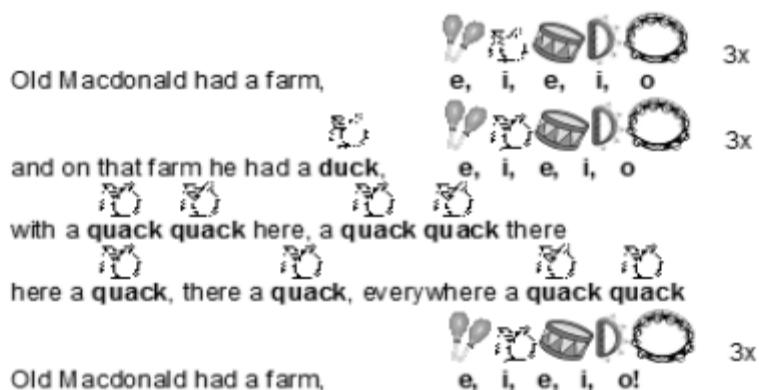 3x
Old Macdonald had a farm, e, i, e, i, o
3x
and on that farm he had a duck, e, i, e, i, o
with a quack quack here, a quack quack there
here a quack, there a quack, everywhere a quack quack
3x
Old Macdonald had a farm, e, i, e, i, o!